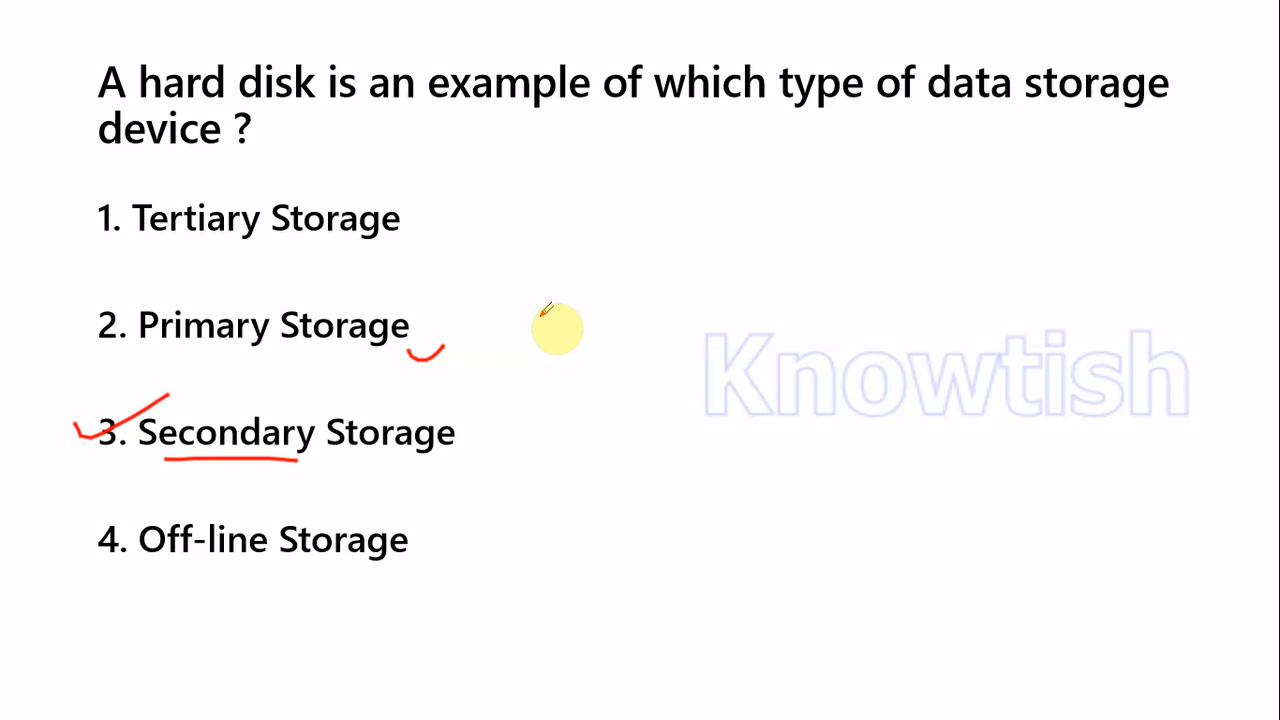 A hard disk is an example of which type of data storage
device ?
1. Tertiary Storage
2. Primary Storage
3. Secondary Storage
4. Off-line Storage
Knowtish